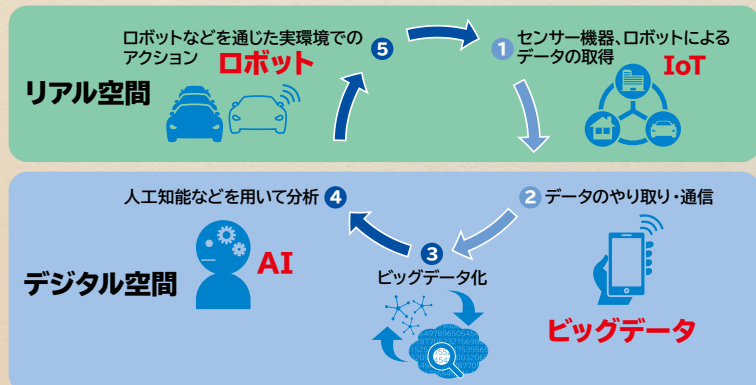 ロボットなどを通じた実環境での
アクション
ロボット
5
1
センサー機器、ロボットによる
データの取得
IoT
リアル空間
人工知能などを用いて分析
4
2
データのやり取り・通信
3
ビッグデータ化
AI
デジタル空間
ビッグデータ